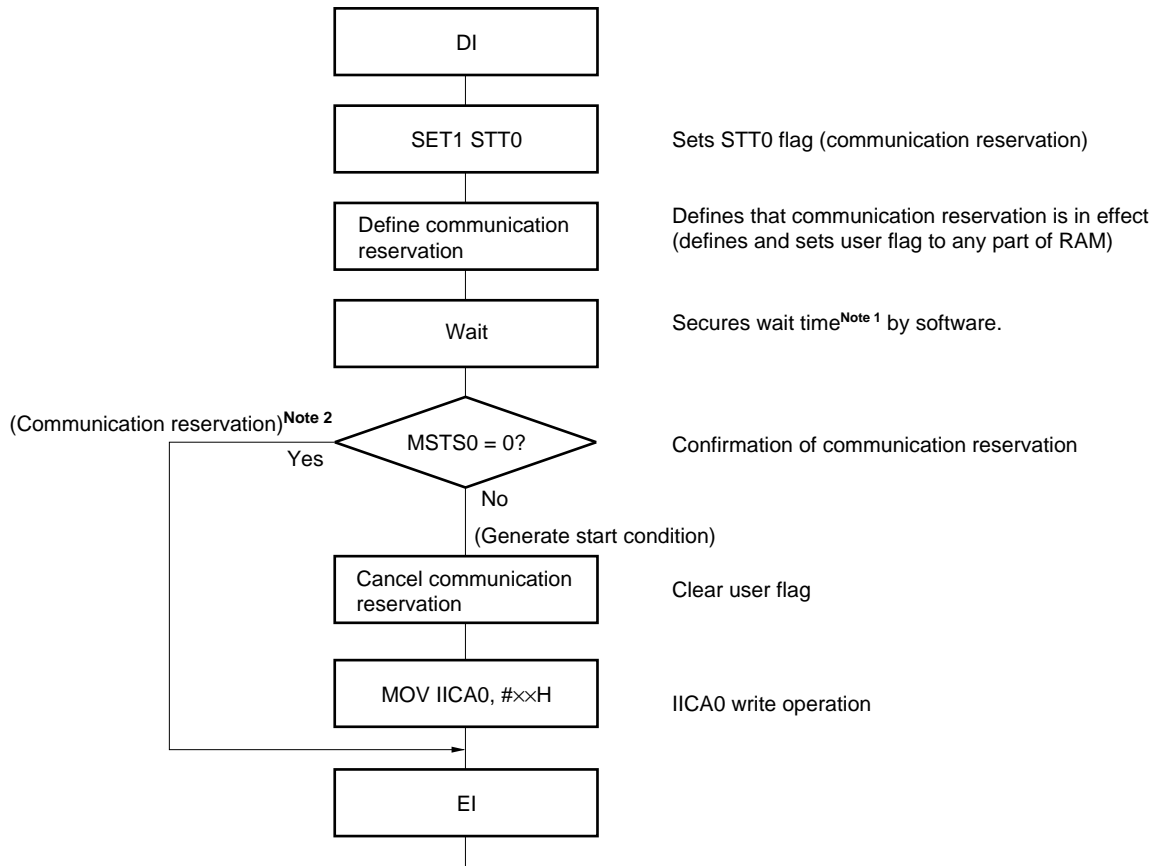 DI
SET1 STT0
Sets STT0 flag (communication reservation)
Define communication
reservation
Defines that communication reservation is in effect
(defines and sets user flag to any part of RAM)
Wait
Secures wait timeNote 1 by software.
(Communication reservation)Note 2
Yes
MSTS0 = 0?
Confirmation of communication reservation
No
(Generate start condition)
Cancel communication
reservation
Clear user flag
MOV IICA0, #××H
IICA0 write operation
EI